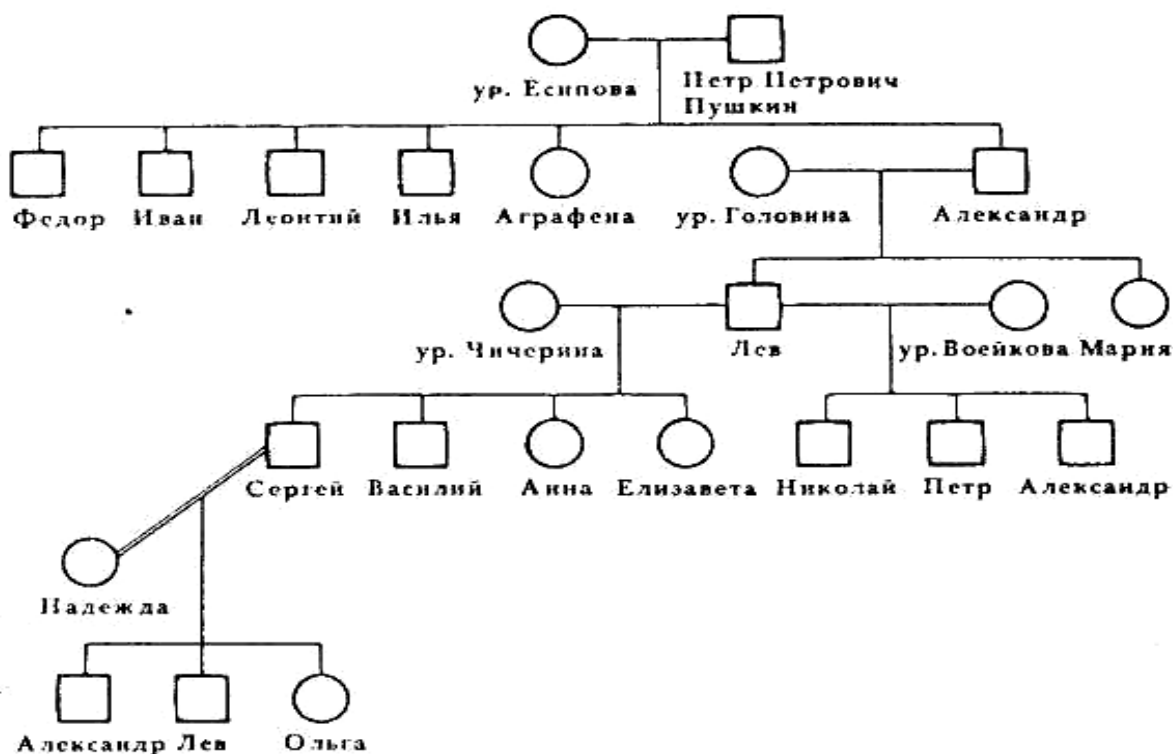 ур. Есипова
Петр Петрович
Пушкин
Федор Иван Леонтий Илья Аграфена ур. Головина Александр
ур. Чичерина Лев ур. Воейкова Мария
Сергей Василий Анна Елизавета Николай Петр Александр
Надежда
Александр Лев Ольга